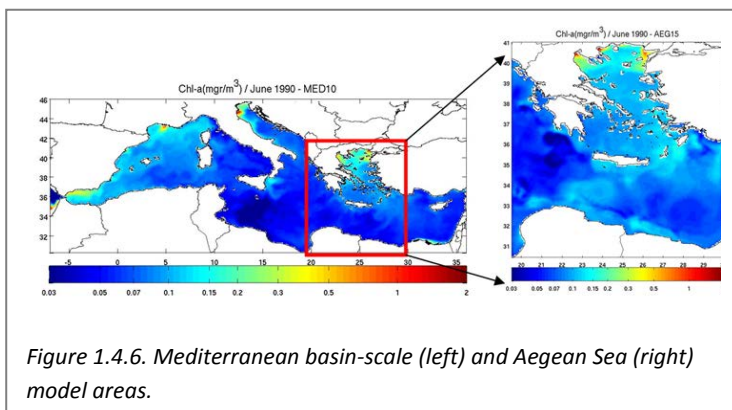 Chl-a(mgr/m³) / June 1990 - MED10
46
44
42
40
38
36
34
32
-5 0 5 10 15 20 25 30 35
0.03 0.05 0.07 0.1 0.15 0.2 0.3 0.5 1 2
Chl-a(mgr/m³) / June 1990 - AEG15
41
40
39
38
37
36
35
34
33
32
31
20 21 22 23 24 25 26 27 28 29
0.03 0.05 0.07 0.1 0.15 0.2 0.3 0.5 1
Figure 1.4.6. Mediterranean basin-scale (left) and Aegean Sea (right)
model areas.